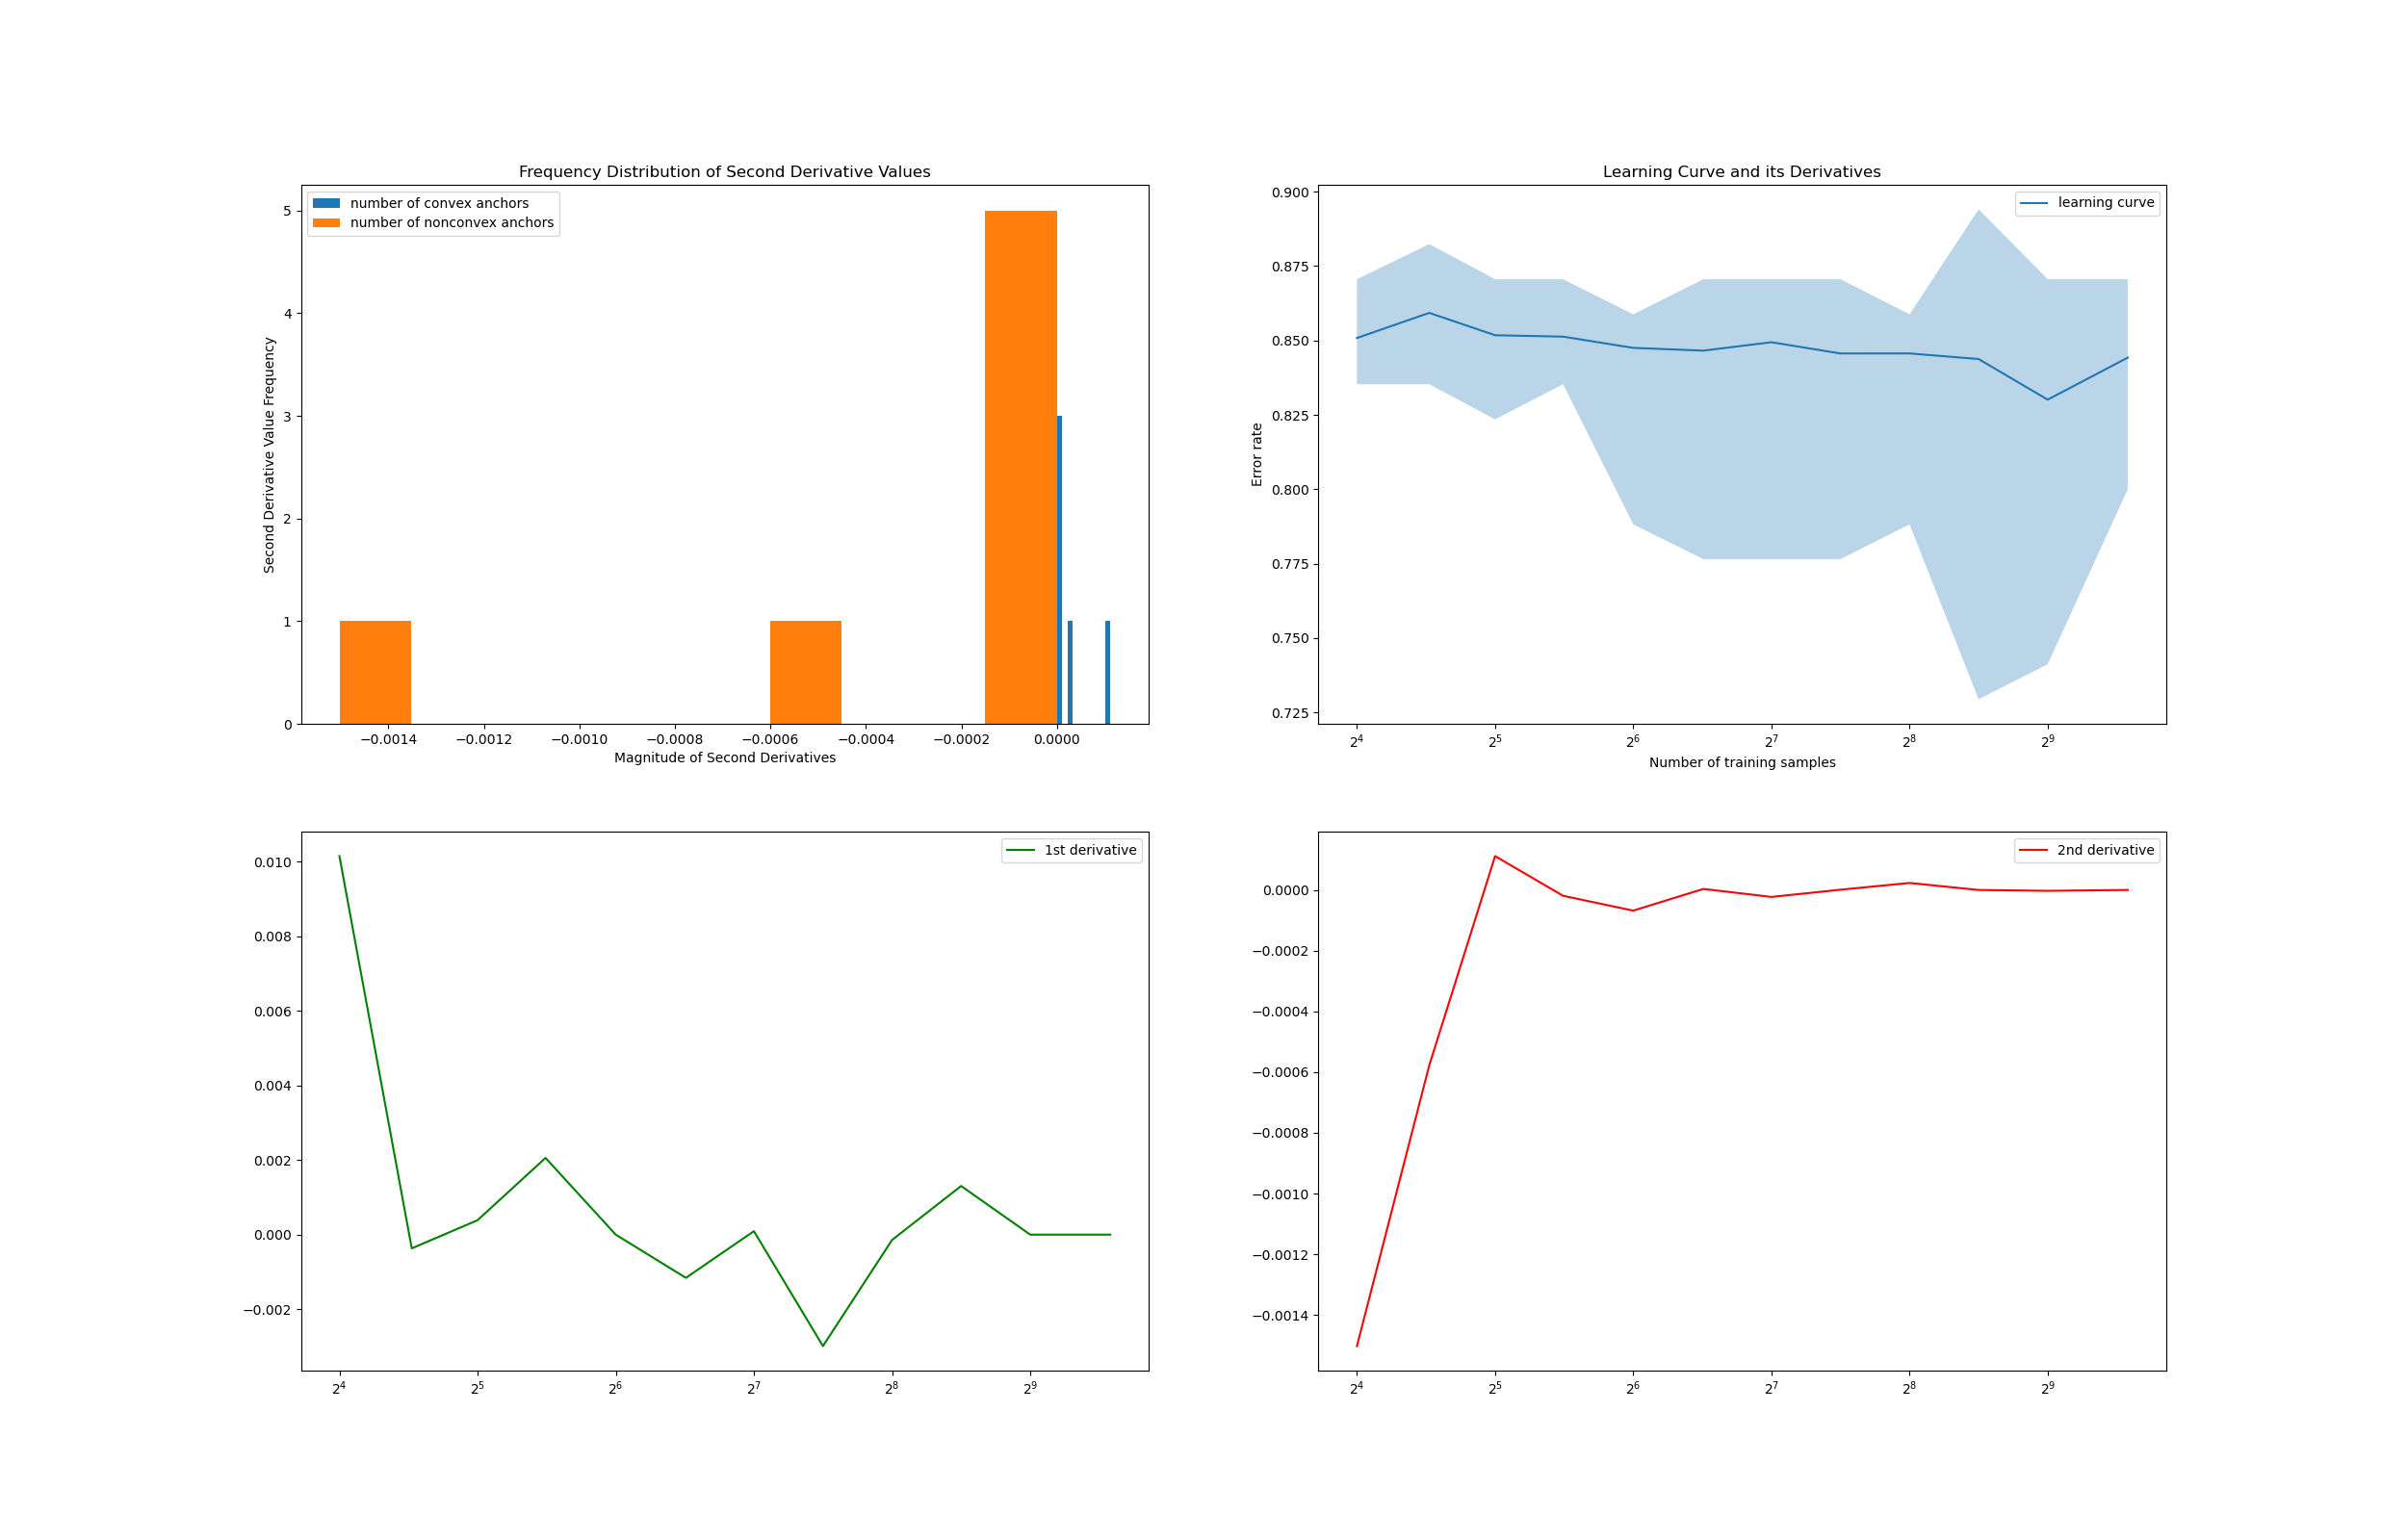 Frequency Distribution of Second Derivative Values
number of convex anchors
number of nonconvex anchors
Second Derivative Value Frequency
5
4
3
2
1
0
−0.0014 −0.0012 −0.0010 −0.0008 −0.0006 −0.0004 −0.0002 0.0000
Magnitude of Second Derivatives
Learning Curve and its Derivatives
learning curve
Error rate
0.900
0.875
0.850
0.825
0.800
0.775
0.750
0.725
2⁴ 2⁵ 2⁶ 2⁷ 2⁸ 2⁹
Number of training samples
1st derivative
0.010
0.008
0.006
0.004
0.002
0.000
−0.002
2⁴ 2⁵ 2⁶ 2⁷ 2⁸ 2⁹
2nd derivative
0.0000
−0.0002
−0.0004
−0.0006
−0.0008
−0.0010
−0.0012
−0.0014
2⁴ 2⁵ 2⁶ 2⁷ 2⁸ 2⁹